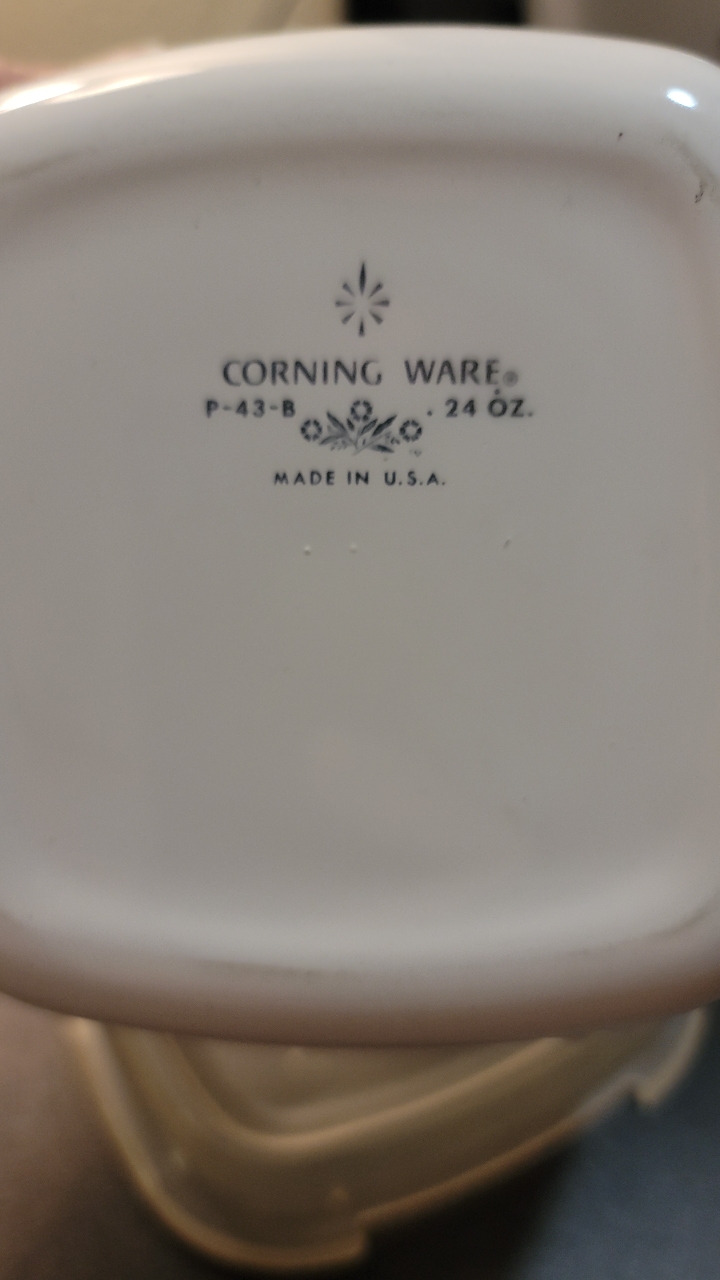 CORNING WARE®
P-43-B . 24 OZ.
MADE IN U.S.A.